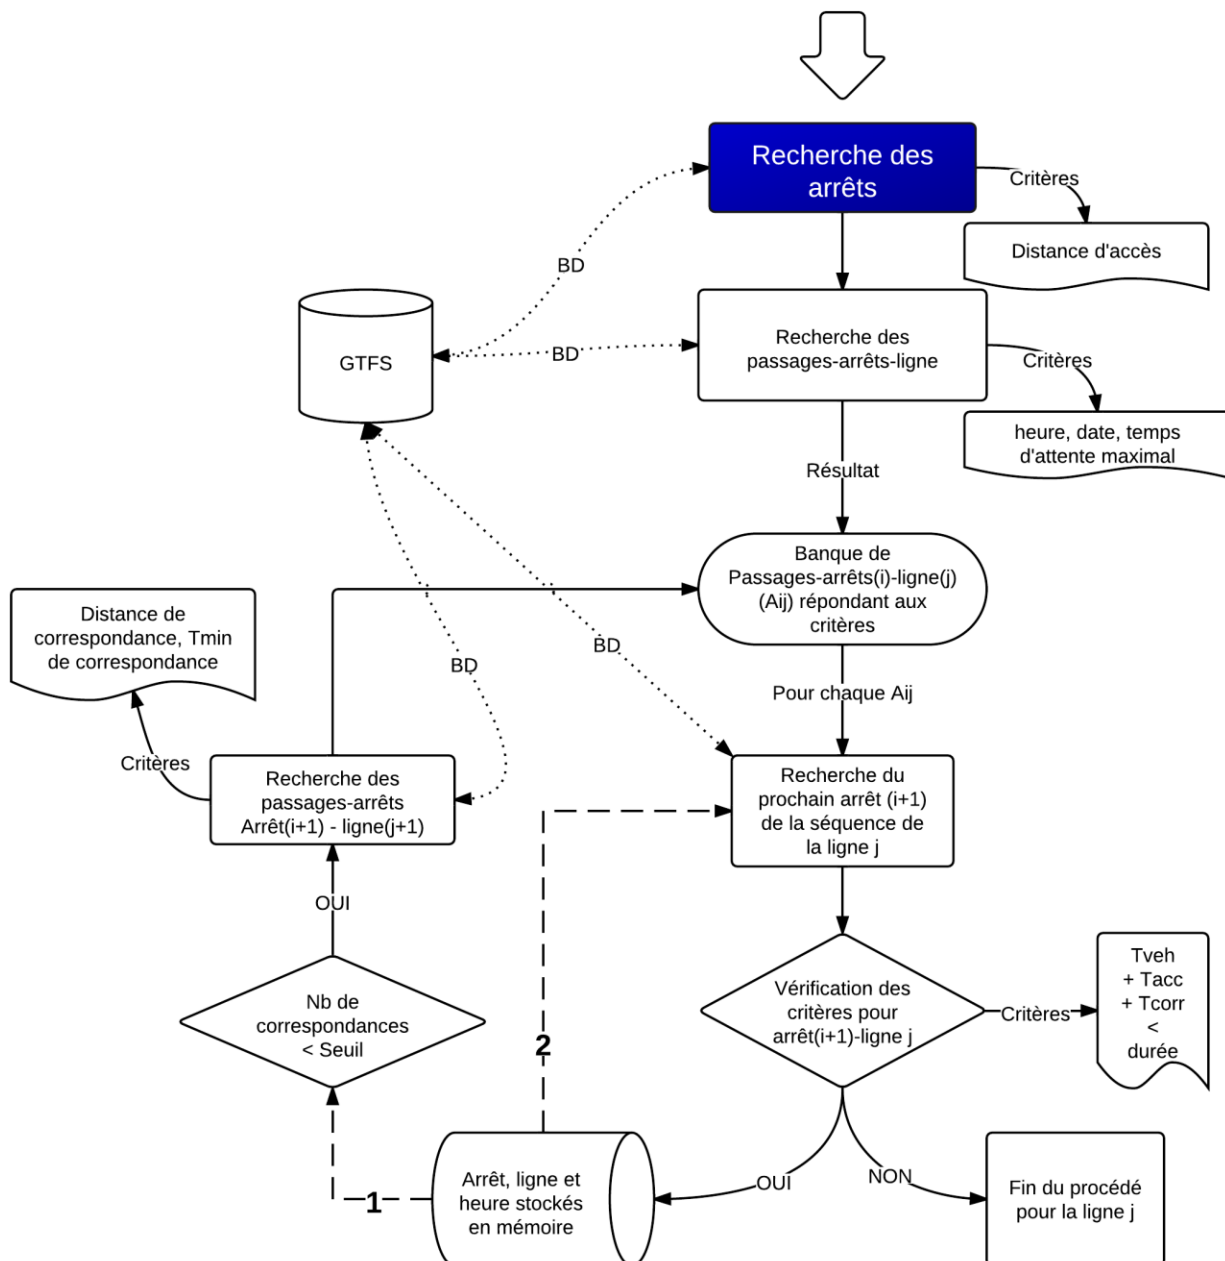 Recherche des
arrêts
Critères
Distance d'accès
BD
GTFS
BD
Recherche des
passages-arrêts-ligne
Critères
heure, date, temps
d'attente maximal
Résultat
Banque de
Passages-arrêts(i)-ligne(j)
(Aij) répondant aux
critères
Distance de
correspondance, Tmin
de correspondance
BD
BD
Pour chaque Aij
Critères
Recherche des
passages-arrêts
Arrêt(i+1) - ligne(j+1)
Recherche du
prochain arrêt (i+1)
de la séquence de
la ligne j
OUI
Nb de
correspondances
< Seuil
2
Vérification des
critères pour
arrêt(i+1)-ligne j
Critères
Tveh
+ Tacc
+ Tcorr
<
durée
1
Arrêt, ligne et
heure stockés
en mémoire
OUI
NON
Fin du procédé
pour la ligne j